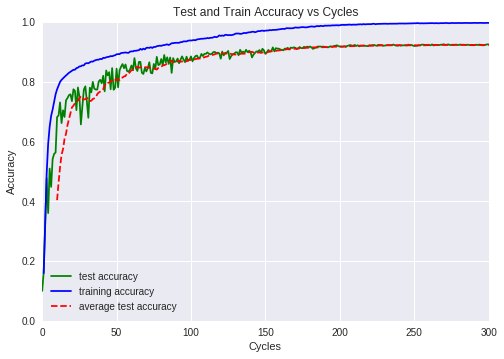 Test and Train Accuracy vs Cycles
1.0
0.8
0.6
0.4
0.2
0.0
Accuracy
test accuracy
training accuracy
average test accuracy
0 50 100 150 200 250 300
Cycles